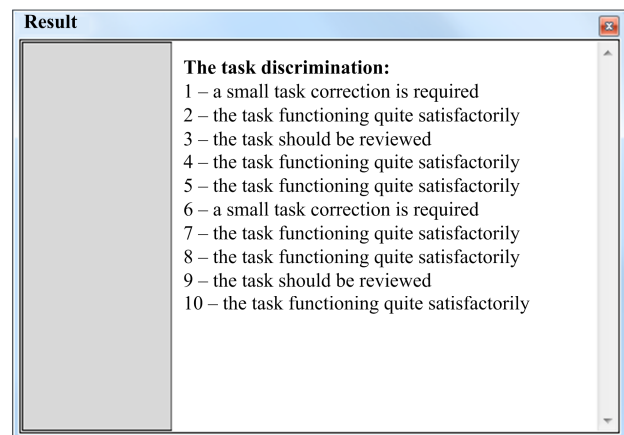 Result
The task discrimination:
1 – a small task correction is required
2 – the task functioning quite satisfactorily
3 – the task should be reviewed
4 – the task functioning quite satisfactorily
5 – the task functioning quite satisfactorily
6 – a small task correction is required
7 – the task functioning quite satisfactorily
8 – the task functioning quite satisfactorily
9 – the task should be reviewed
10 – the task functioning quite satisfactorily